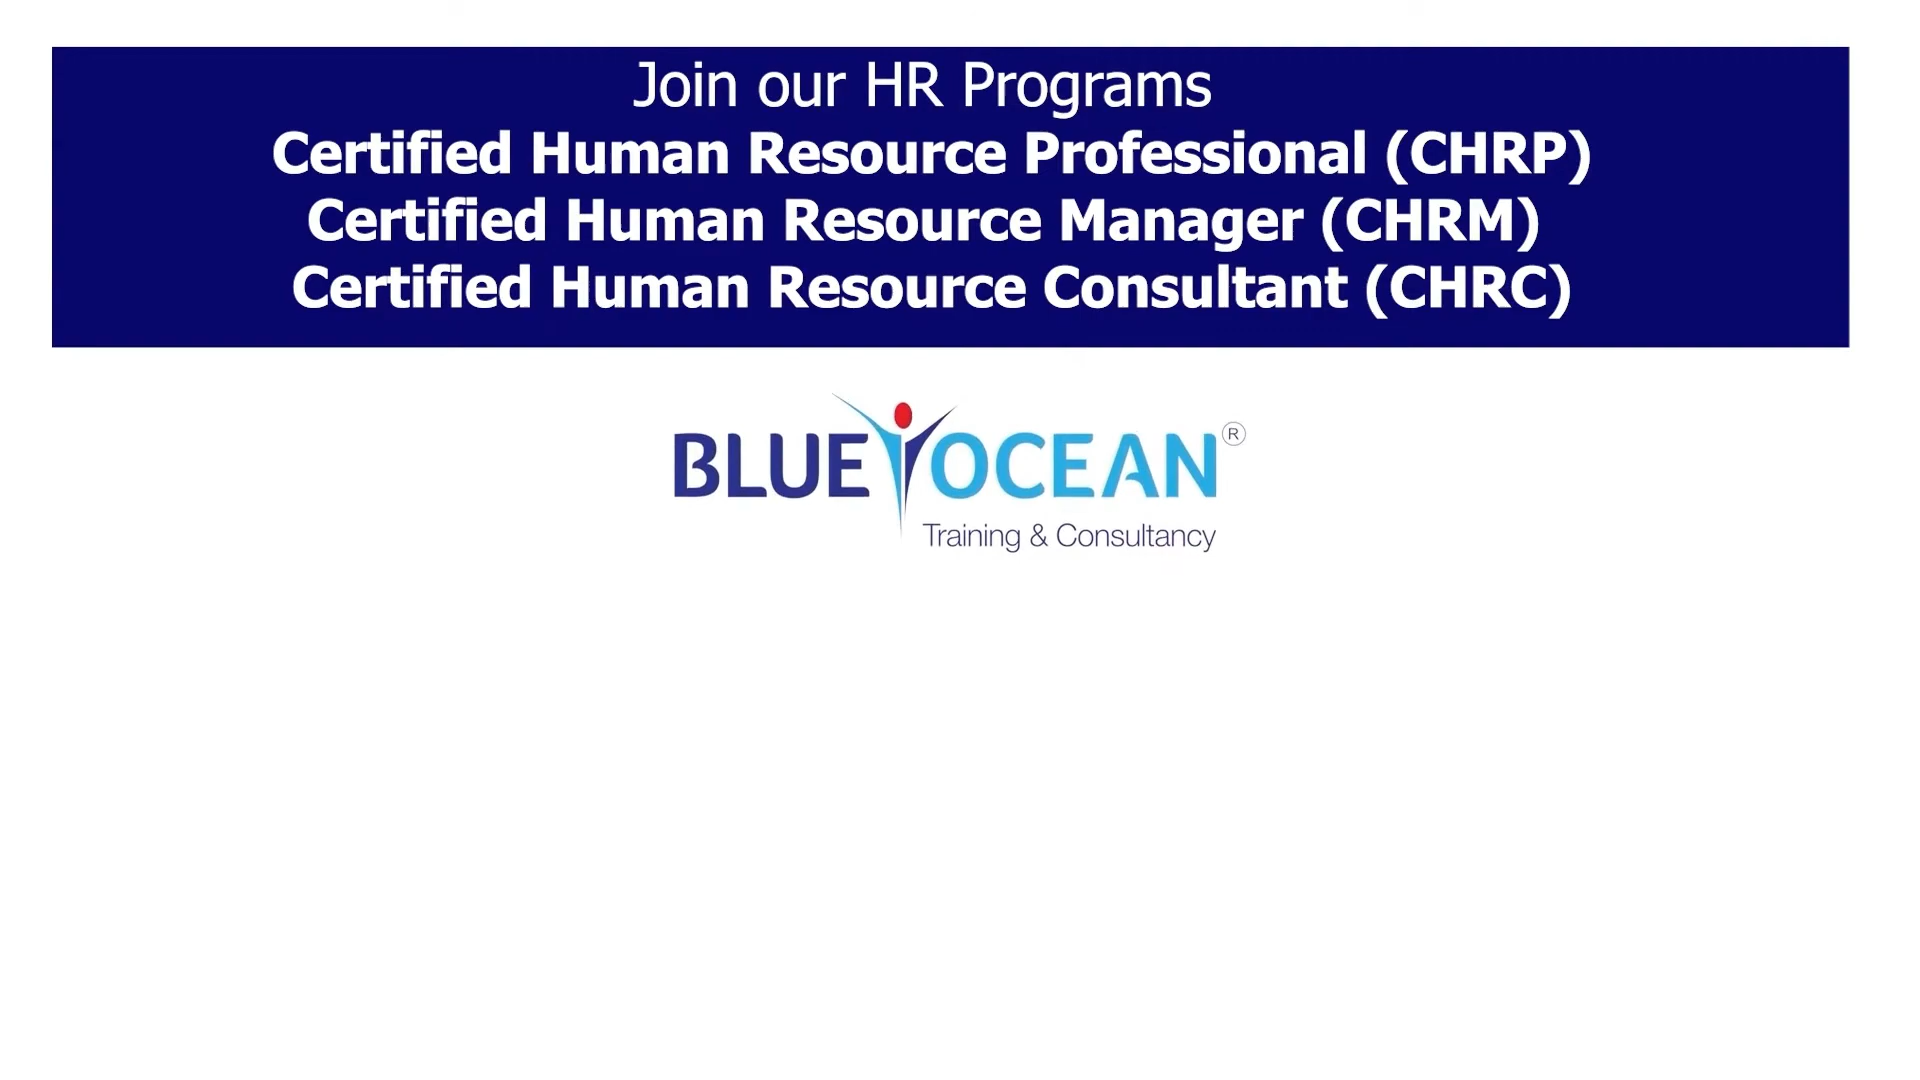 Join our HR Programs
Certified Human Resource Professional (CHRP)
Certified Human Resource Manager (CHRM)
Certified Human Resource Consultant (CHRC)
BLUE OCEAN®
Training & Consultancy